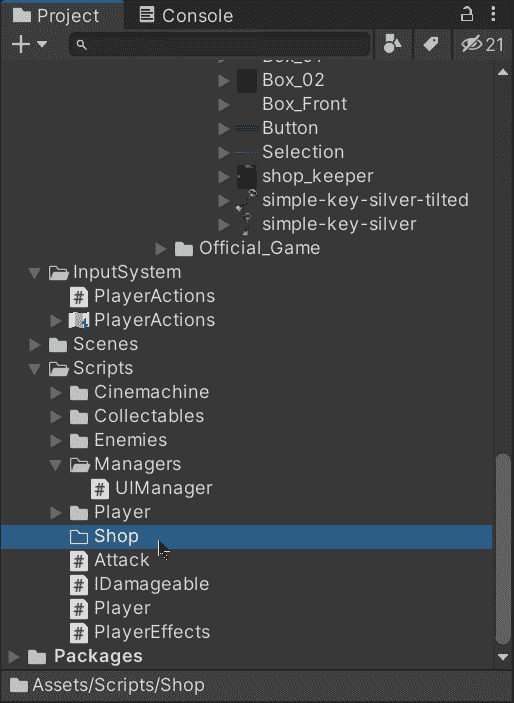 Project Console
21
Box_01
Box_02
Box_Front
Button
Selection
shop_keeper
simple-key-silver-tilted
simple-key-silver
Official_Game
InputSystem
PlayerActions
PlayerActions
Scenes
Scripts
Cinemachine
Collectables
Enemies
Managers
UIManager
Player
Shop
Attack
IDamageable
Player
PlayerEffects
Packages
Assets/Scripts/Shop